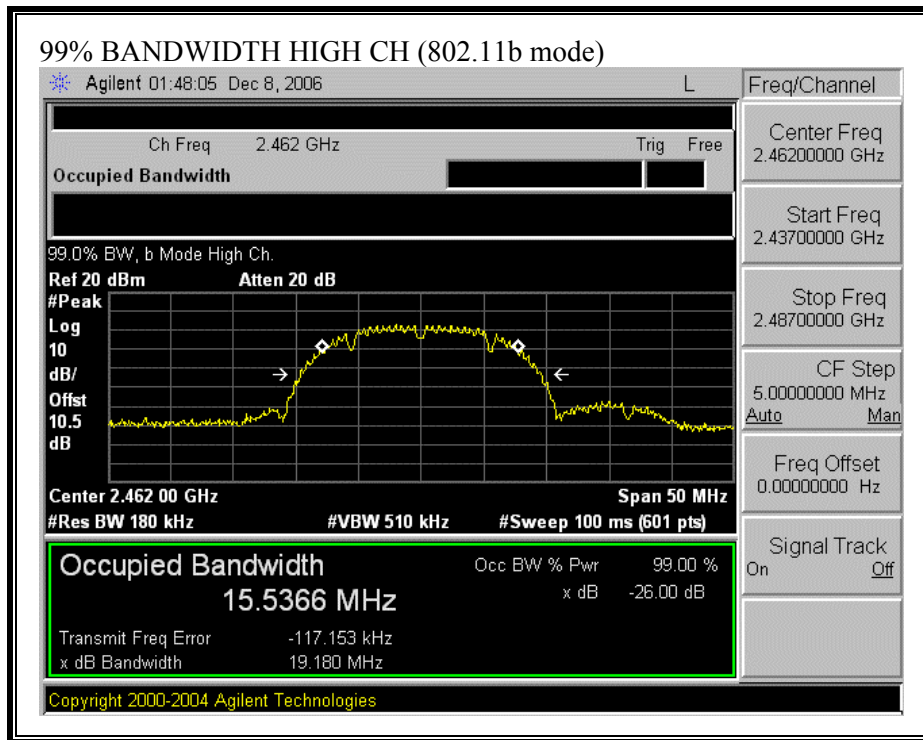 99% BANDWIDTH HIGH CH (802.11b mode)
Agilent 01:48:05 Dec 8, 2006 L
Freq/Channel
Ch Freq 2.462 GHz Trig Free
Occupied Bandwidth
Center Freq
2.46200000 GHz
Start Freq
2.43700000 GHz
Stop Freq
2.48700000 GHz
CF Step
5.00000000 MHz
Auto Man
Freq Offset
0.00000000 Hz
Signal Track
On Off
99.0% BW, b Mode High Ch.
Ref 20 dBm Atten 20 dB
#Peak
Log
10
dB/
Offst
10.5
dB
Center 2.462 00 GHz Span 50 MHz
#Res BW 180 kHz #VBW 510 kHz #Sweep 100 ms (601 pts)
Occupied Bandwidth
15.5366 MHz
Occ BW % Pwr 99.00 %
x dB -26.00 dB
Transmit Freq Error -117.153 kHz
x dB Bandwidth 19.180 MHz
Copyright 2000-2004 Agilent Technologies